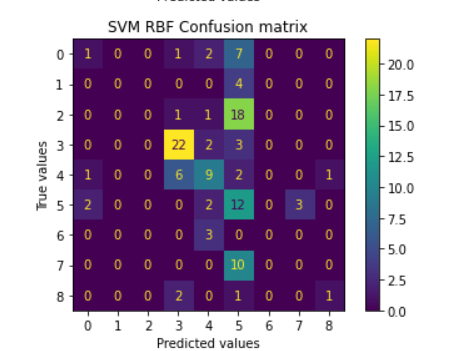 Predicted values
SVM RBF Confusion matrix
0 1 0 0 1 2 7 0 0 0
1 0 0 0 0 0 4 0 0 0
2 0 0 0 1 1 18 0 0 0
3 0 0 0 22 2 3 0 0 0
4 1 0 0 6 9 2 0 0 1
5 2 0 0 0 2 12 0 3 0
6 0 0 0 0 3 0 0 0 0
7 0 0 0 0 0 10 0 0 0
8 0 0 0 2 0 1 0 0 1
0 1 2 3 4 5 6 7 8
True values
Predicted values
20.0
17.5
15.0
12.5
10.0
7.5
5.0
2.5
0.0